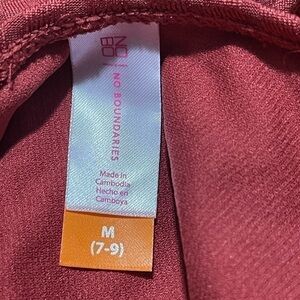 NO
BO
NO BOUNDARIES
Made in
Cambodia
Hecho en
Camboya
M
(7-9)